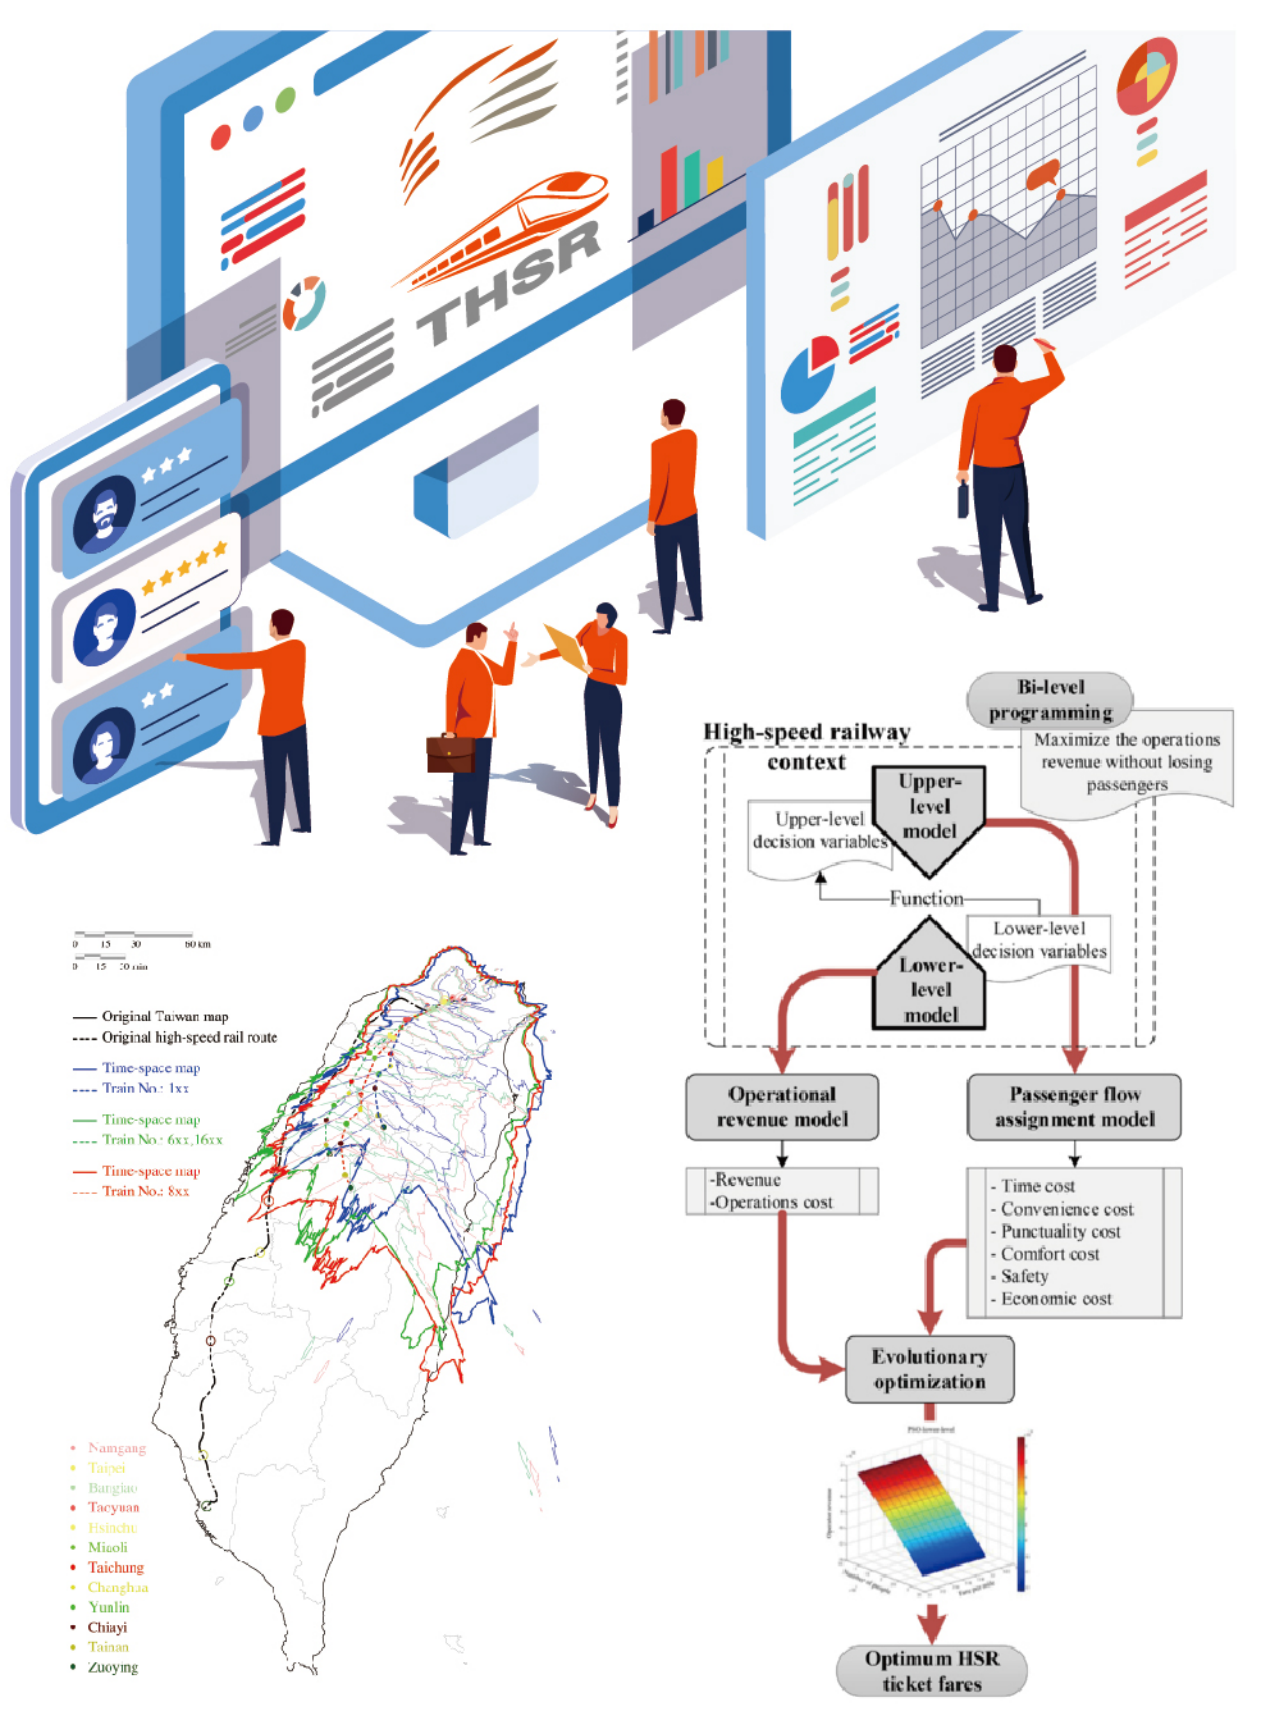 THSR
Bi-level
programming
Maximize the operations
revenue without losing
passengers
High-speed railway
context
Upper-
level
model
Upper-level
decision variables
Function
Lower-level
decision variables
Lower-
level
model
Operational
revenue model
Passenger flow
assignment model
-Revenue
-Operations cost
- Time cost
- Convenience cost
- Punctuality cost
- Comfort cost
- Safety
- Economic cost
Evolutionary
optimization
Optimum HSR
ticket fares
0 15 30 60 km
0 15 30 min
Original Taiwan map
Original high-speed rail route
Time-space map
Train No.: 1xx
Time-space map
Train No.: 6xx,16xx
Time-space map
Train No.: 8xx
Namgang
Taipei
Banqiao
Taoyuan
Hsinchu
Miaoli
Taichung
Changhua
Yunlin
Chiayi
Tainan
Zuoying